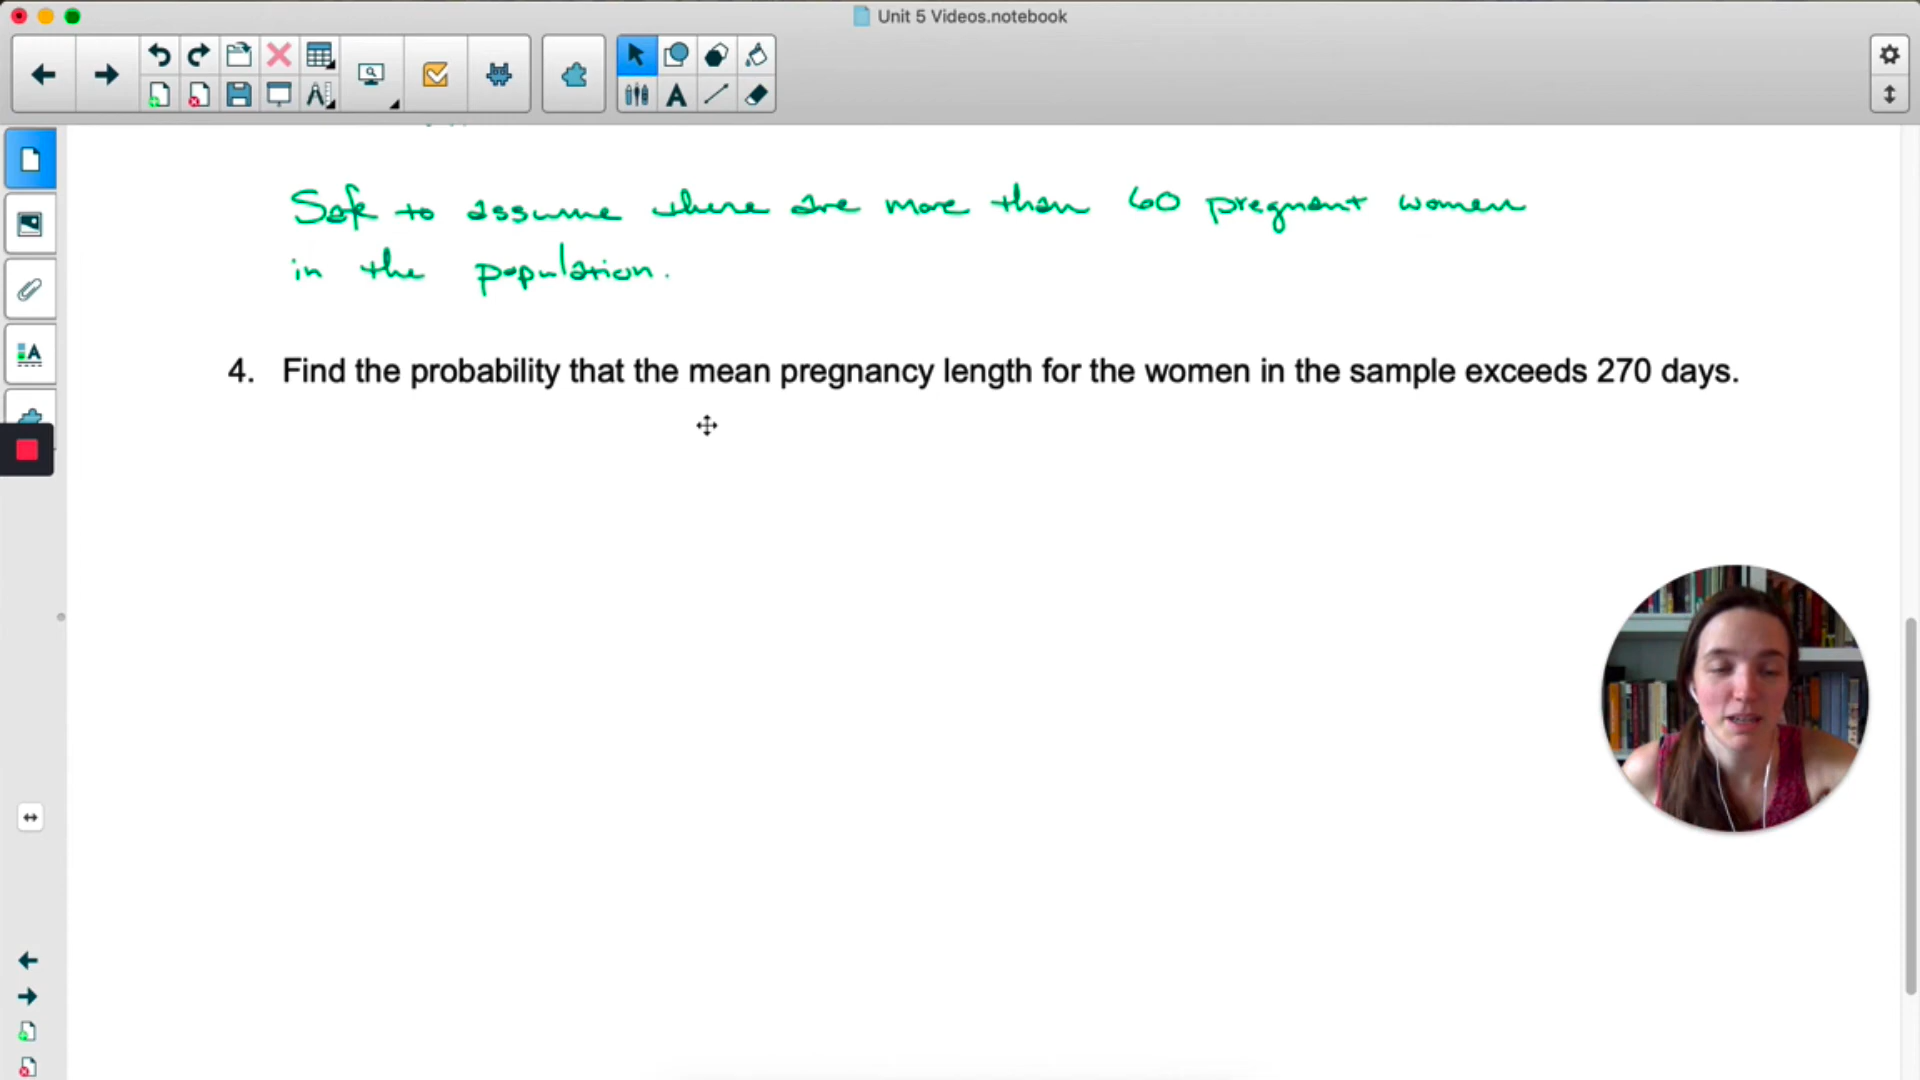 Unit 5 Videos.notebook
Safe to assume there are more than 60 pregnant women
in the population.
4. Find the probability that the mean pregnancy length for the women in the sample exceeds 270 days.